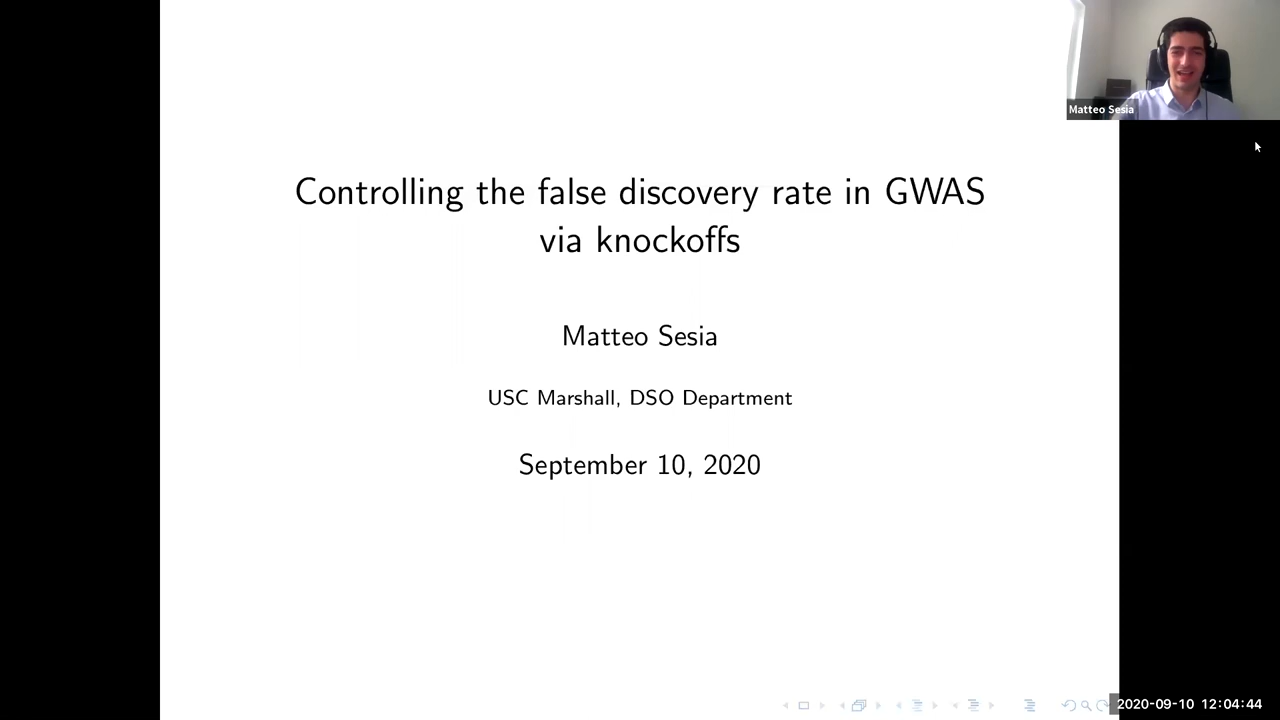 Matteo Sesia
Controlling the false discovery rate in GWAS
via knockoffs
Matteo Sesia
USC Marshall, DSO Department
September 10, 2020
2020-09-10 12:04:44